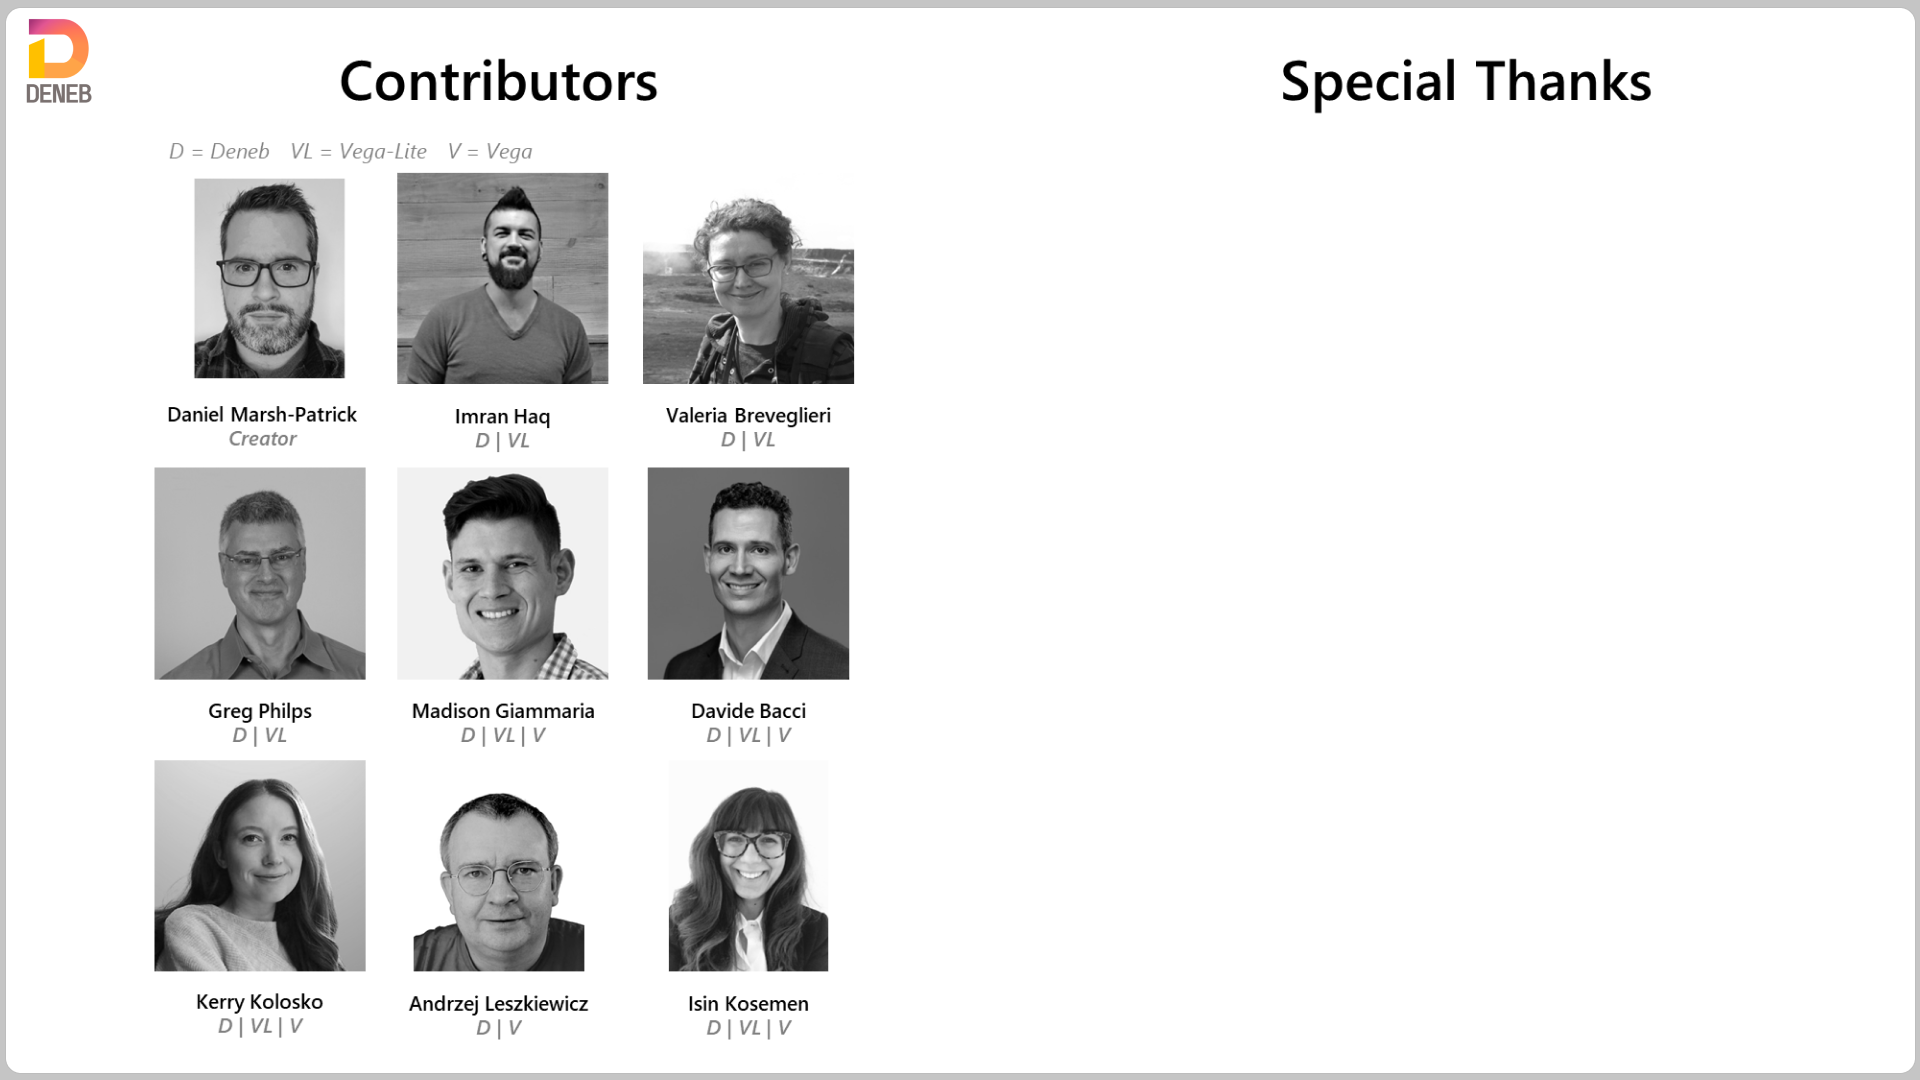 DENEB
Contributors
Special Thanks
D = Deneb VL = Vega-Lite V = Vega
Daniel Marsh-Patrick
Creator
Imran Haq
D | VL
Valeria Breveglieri
D | VL
Greg Philps
D | VL
Madison Giammaria
D | VL | V
Davide Bacci
D | VL | V
Kerry Kolosko
D | VL | V
Andrzej Leszkiewicz
D | V
Isin Kosemen
D | VL | V